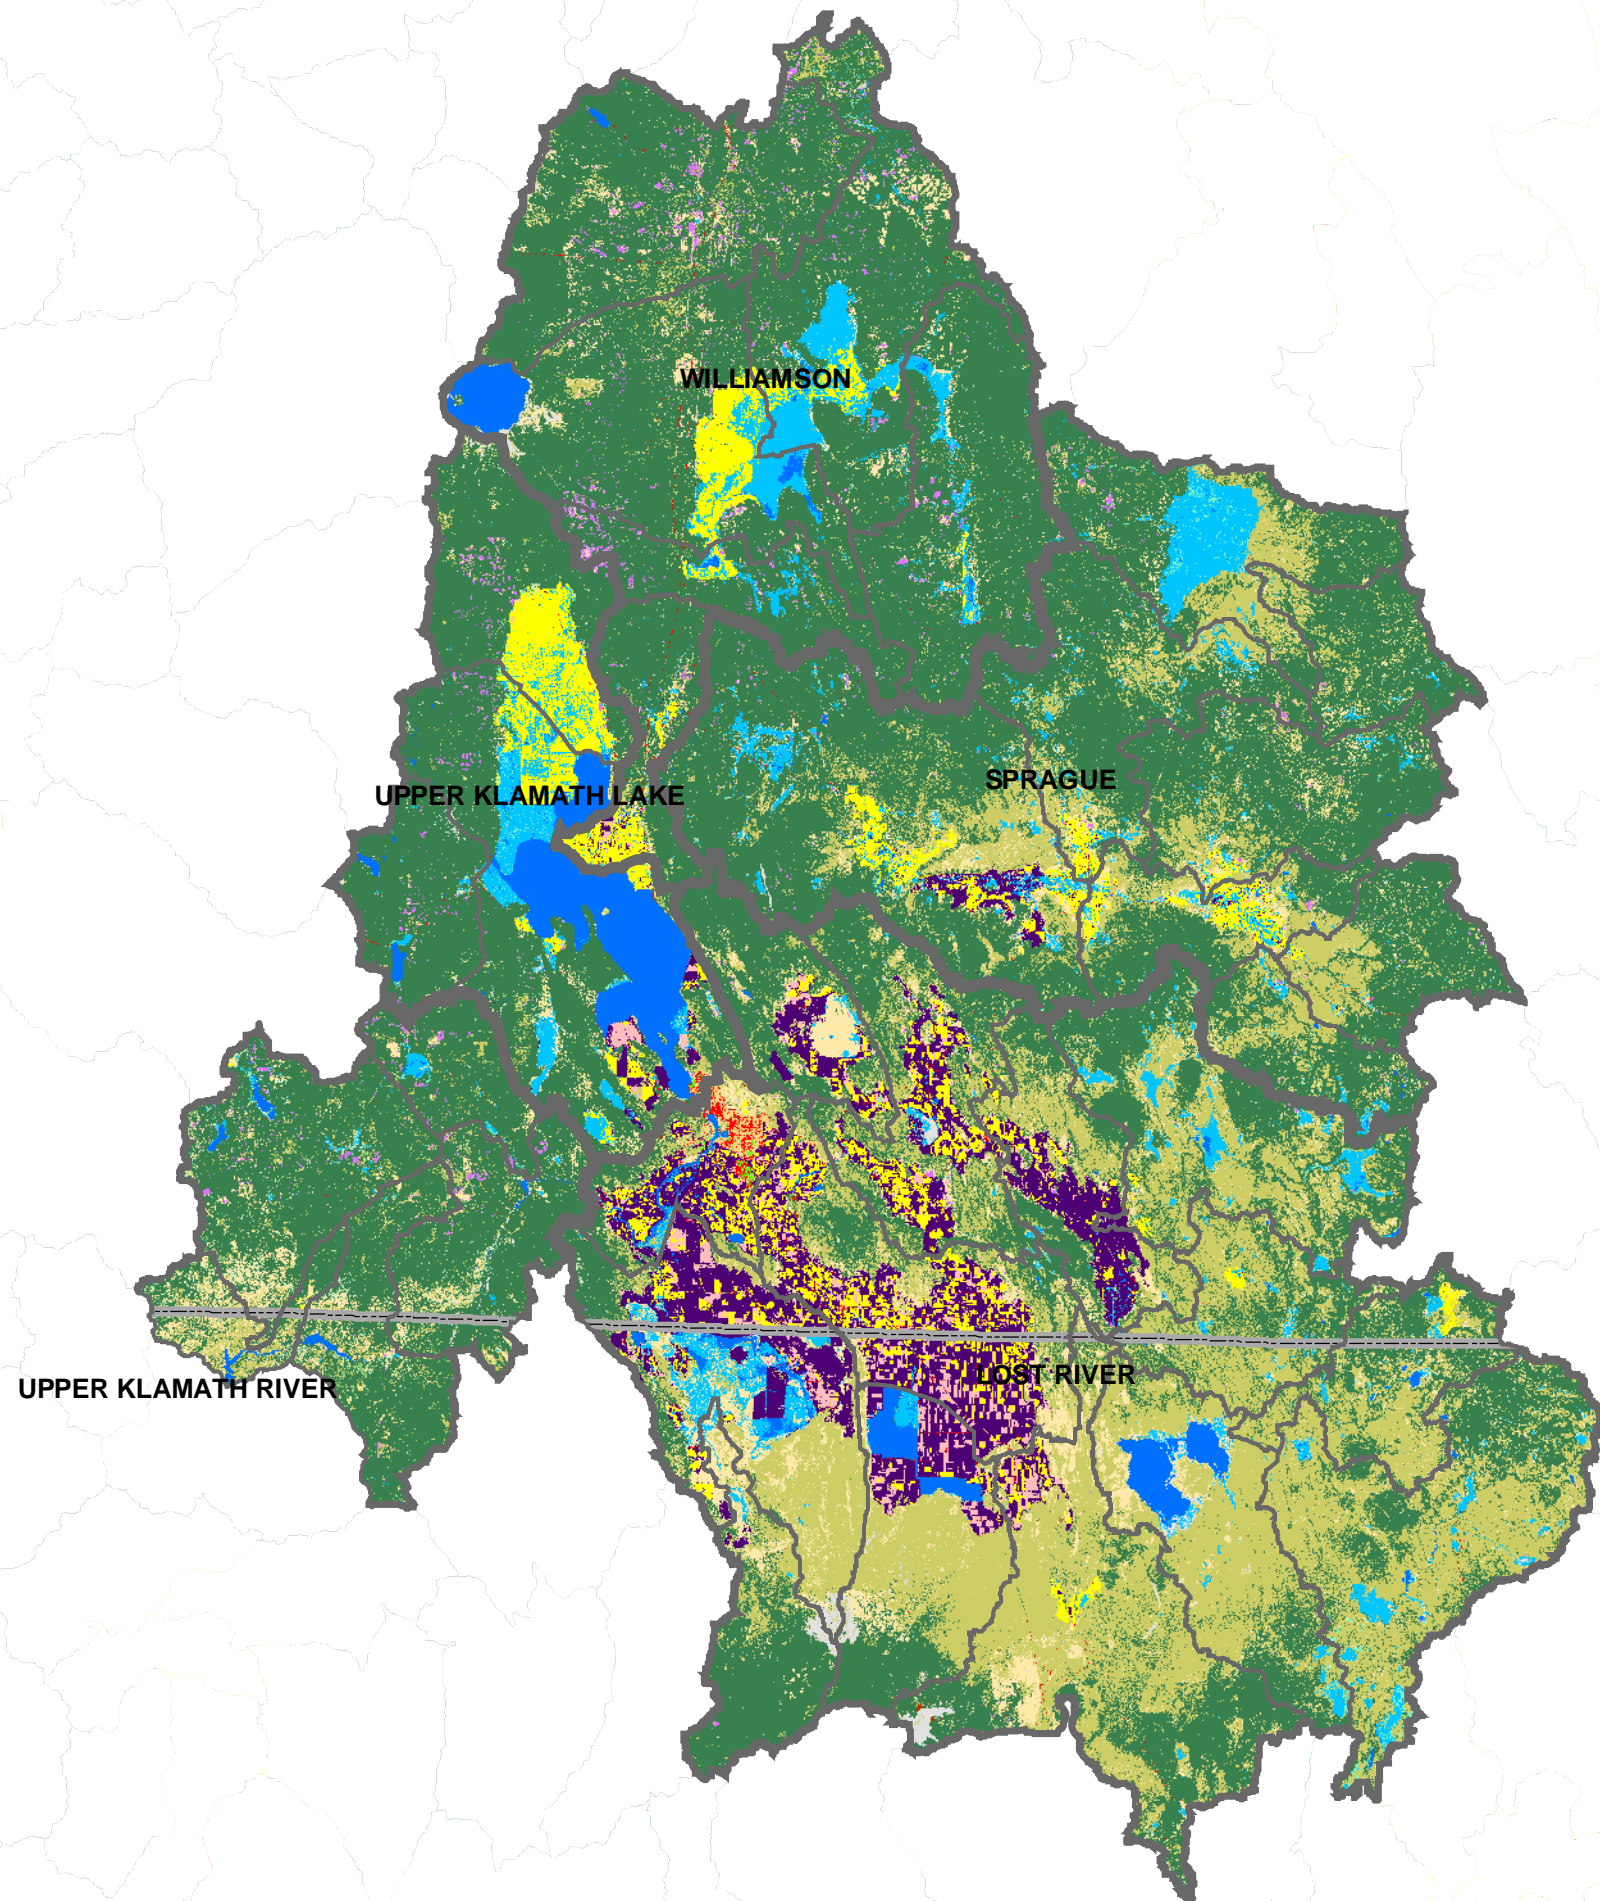 WILLIAMSON
SPRAGUE
UPPER KLAMATH LAKE
LOST RIVER
UPPER KLAMATH RIVER